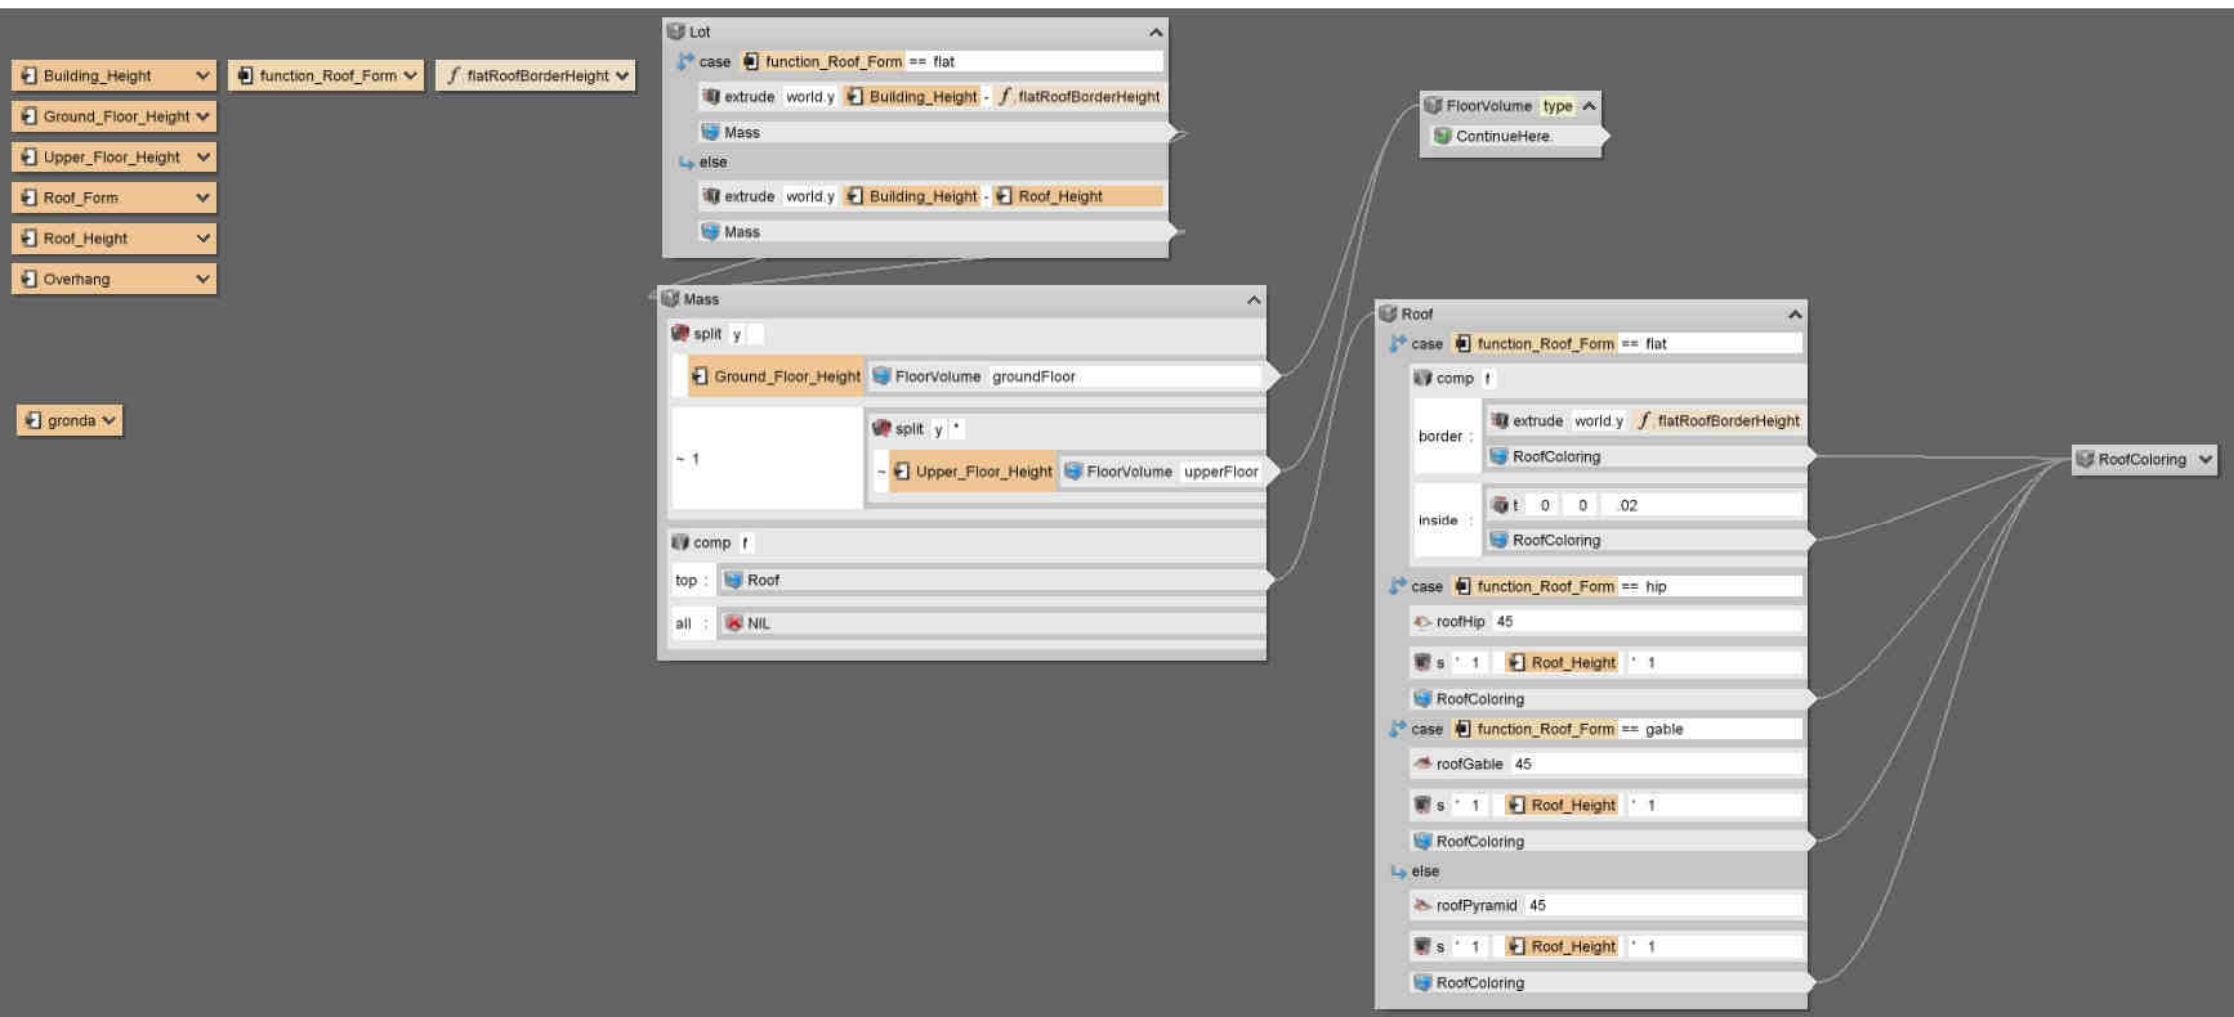 Building_Height
function_Roof_Form
f flatRoofBorderHeight
Ground_Floor_Height
Upper_Floor_Height
Roof_Form
Roof_Height
Overhang
gronda
Lot
case function_Roof_Form == flat
extrude world.y Building_Height - f flatRoofBorderHeight
Mass
else
extrude world.y Building_Height - Roof_Height
Mass
Mass
split y
Ground_Floor_Height FloorVolume groundFloor
~ 1
split y *
~ Upper_Floor_Height FloorVolume upperFloor
comp f
top : Roof
all : NIL
FloorVolume type
ContinueHere.
Roof
case function_Roof_Form == flat
comp f
border :
extrude world.y f flatRoofBorderHeight
RoofColoring
inside :
t 0 0 .02
RoofColoring
case function_Roof_Form == hip
roofHip 45
s ' 1 Roof_Height ' 1
RoofColoring
case function_Roof_Form == gable
roofGable 45
s ' 1 Roof_Height ' 1
RoofColoring
else
roofPyramid 45
s ' 1 Roof_Height ' 1
RoofColoring
RoofColoring